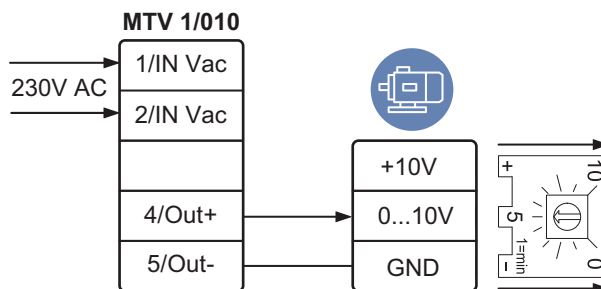 MTV 1/010
1/IN Vac
230V AC
2/IN Vac
4/Out+
5/Out-
+10V
0...10V
GND
+ 5 -
1=min
10
0